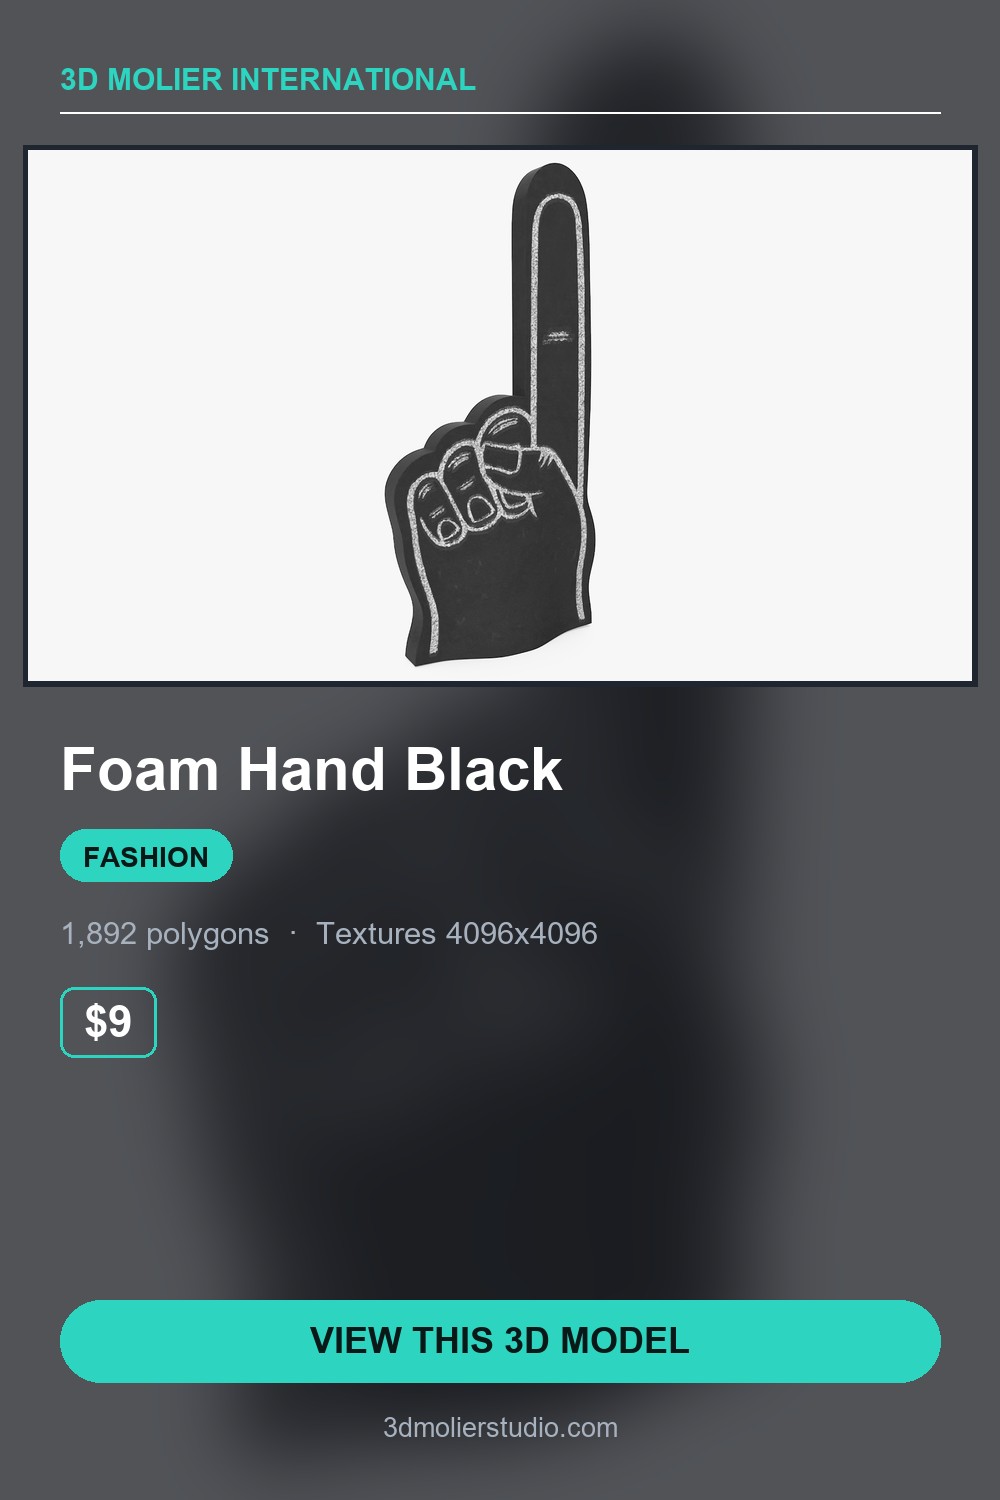 3D MOLIER INTERNATIONAL
Foam Hand Black
FASHION
1,892 polygons · Textures 4096x4096
$9
VIEW THIS 3D MODEL
3dmolierstudio.com